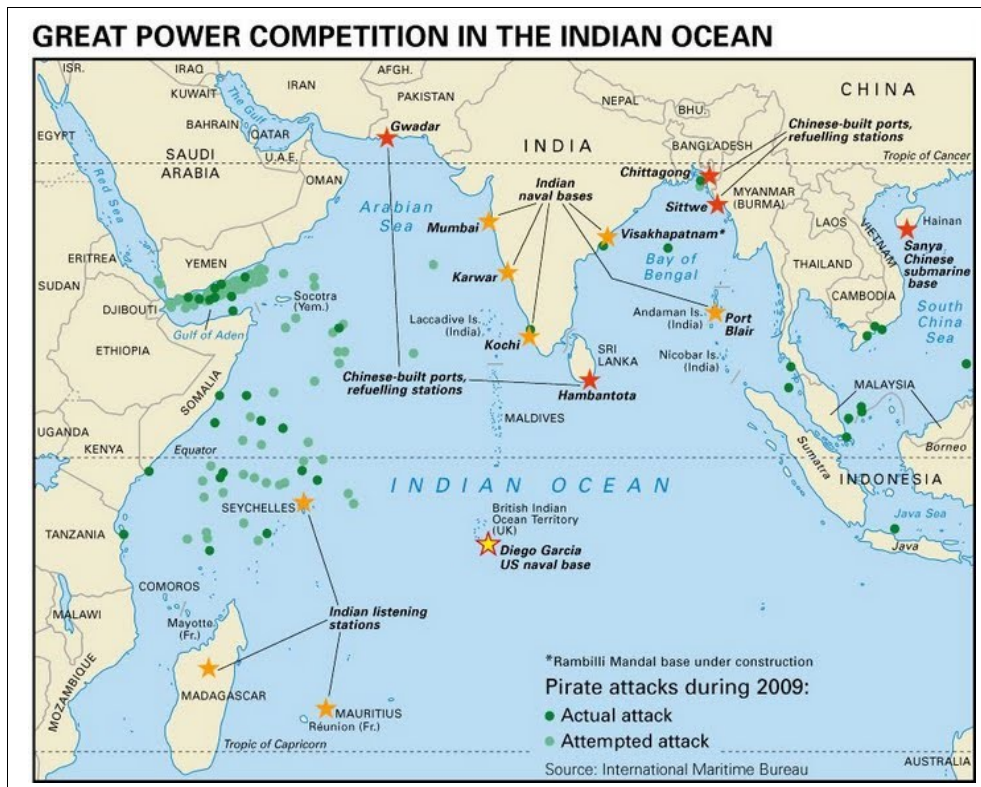 GREAT POWER COMPETITION IN THE INDIAN OCEAN
ISR.
IRAQ
KUWAIT
IRAN
AFGH.
PAKISTAN
NEPAL
BHU.
CHINA
EGYPT
The Gulf
BAHRAIN
QATAR
U.A.E.
SAUDI
ARABIA
OMAN
Gwadar
INDIA
BANGLADESH
Chinese-built ports,
refuelling stations
Tropic of Cancer
Red Sea
Arabian
Sea
Indian
naval bases
Chittagong
Sittwe
MYANMAR
(BURMA)
LAOS
VIETNAM
Hainan
Sanya
Chinese
submarine
base
Mumbai
Visakhapatnam*
Bay of
Bengal
THAILAND
CAMBODIA
South
China
Sea
ERITREA
SUDAN
YEMEN
DJIBOUTI
Gulf of Aden
Socotra
(Yem.)
Karwar
Laccadive Is.
(India)
Kochi
Andaman Is.
(India)
Port
Blair
Nicobar Is.
(India)
ETHIOPIA
SOMALIA
SRI
LANKA
Chinese-built ports,
refuelling stations
Hambantota
MALDIVES
MALAYSIA
UGANDA
KENYA
Equator
Sumatra
Borneo
INDONESIA
INDIAN OCEAN
SEYCHELLES
British Indian
Ocean Territory
(UK)
Diego Garcia
US naval base
Java Sea
Java
TANZANIA
COMOROS
MALAWI
Mayotte
(Fr.)
Indian listening
stations
MOZAMBIQUE
MADAGASCAR
MAURITIUS
Réunion (Fr.)
Tropic of Capricorn
*Rambilli Mandal base under construction
Pirate attacks during 2009:
Actual attack
Attempted attack
Source: International Maritime Bureau
AUSTRALIA